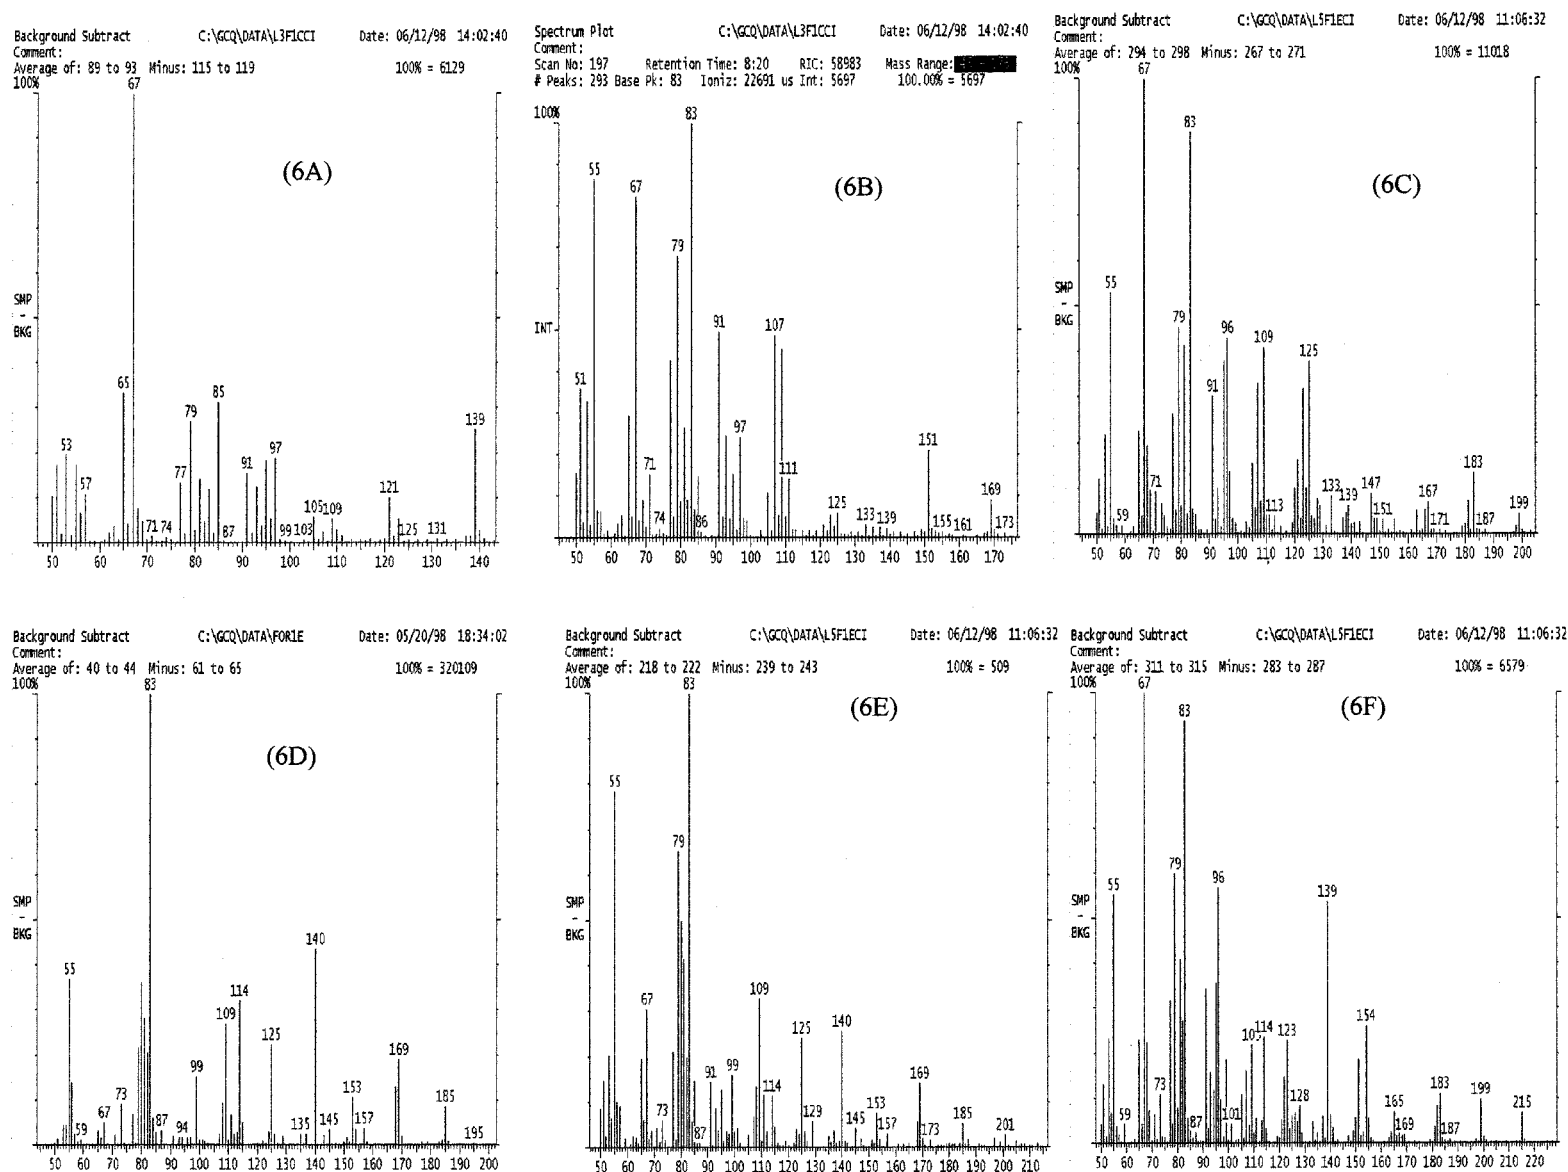 Background Subtract C:\GCQ\DATA\L3F1CCI Date: 06/12/98 14:02:40
Comment:
Average of: 89 to 93 Minus: 115 to 119 100% = 6129
100%
67
(6A)
SMP
-
BKG
65
85
79
139
53
97
91
77
57
121
105 109
71 74 87 99 103 125 131
50 60 70 80 90 100 110 120 130 140
Spectrum Plot C:\GCQ\DATA\L3F1CCI Date: 06/12/98 14:02:40
Comment:
Scan No: 197 Retention Time: 8:20 RIC: 58983 Mass Range:
# Peaks: 293 Base Pk: 83 Ioniz: 22691 us Int: 5697 100.00% = 5697
100%
83
55
67
(6B)
79
INT
91 107
51
97
151
71 111
169
125
74 86 133 139 155 161 173
50 60 70 80 90 100 110 120 130 140 150 160 170
Background Subtract C:\GCQ\DATA\L5F1ECI Date: 06/12/98 11:06:32
Comment:
Average of: 294 to 298 Minus: 267 to 271 100% = 11018
100%
67
83
(6C)
55
SMP
-
BKG
79 96 109 125
91
71 133 147 183
59 113 139 151 167 171 187 199
50 60 70 80 90 100 110 120 130 140 150 160 170 180 190 200
Background Subtract C:\GCQ\DATA\FOR1E Date: 05/20/98 18:34:02
Comment:
Average of: 40 to 44 Minus: 61 to 65 100% = 320109
100%
83
(6D)
SMP
-
BKG
140
55
114
109
125
99 169
73 153 185
67
59 87 94 135 145 157 195
50 60 70 80 90 100 110 120 130 140 150 160 170 180 190 200
Background Subtract C:\GCQ\DATA\L5F1ECI Date: 06/12/98 11:06:32
Comment:
Average of: 218 to 222 Minus: 239 to 243 100% = 509
100%
83
(6E)
55
79
SMP
-
BKG
67 109
125 140
91 99
114 169
73 129 153 185
87 145 157 173 201
50 60 70 80 90 100 110 120 130 140 150 160 170 180 190 200 210
Background Subtract C:\GCQ\DATA\L5F1ECI Date: 06/12/98 11:06:32
Comment:
Average of: 311 to 315 Minus: 283 to 287 100% = 6579
100%
67
83
(6F)
79
55 96 139
SMP
-
BKG
114 123 154
73 128 183
59 87 101 165 169 187 199 215
50 60 70 80 90 100 110 120 130 140 150 160 170 180 190 200 210 220